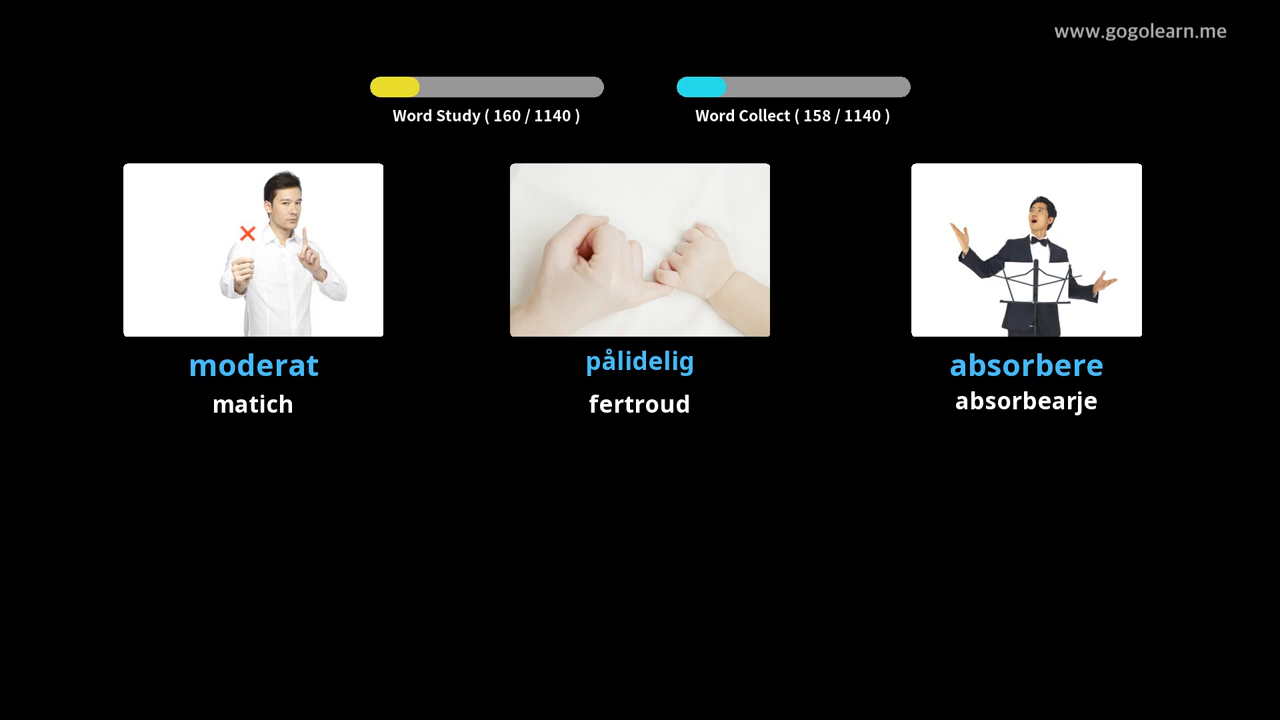 www.gogolearn.me
Word Study ( 160 / 1140 )
Word Collect ( 158 / 1140 )
moderat
pålidelig
absorbere
matich
fertroud
absorbearje